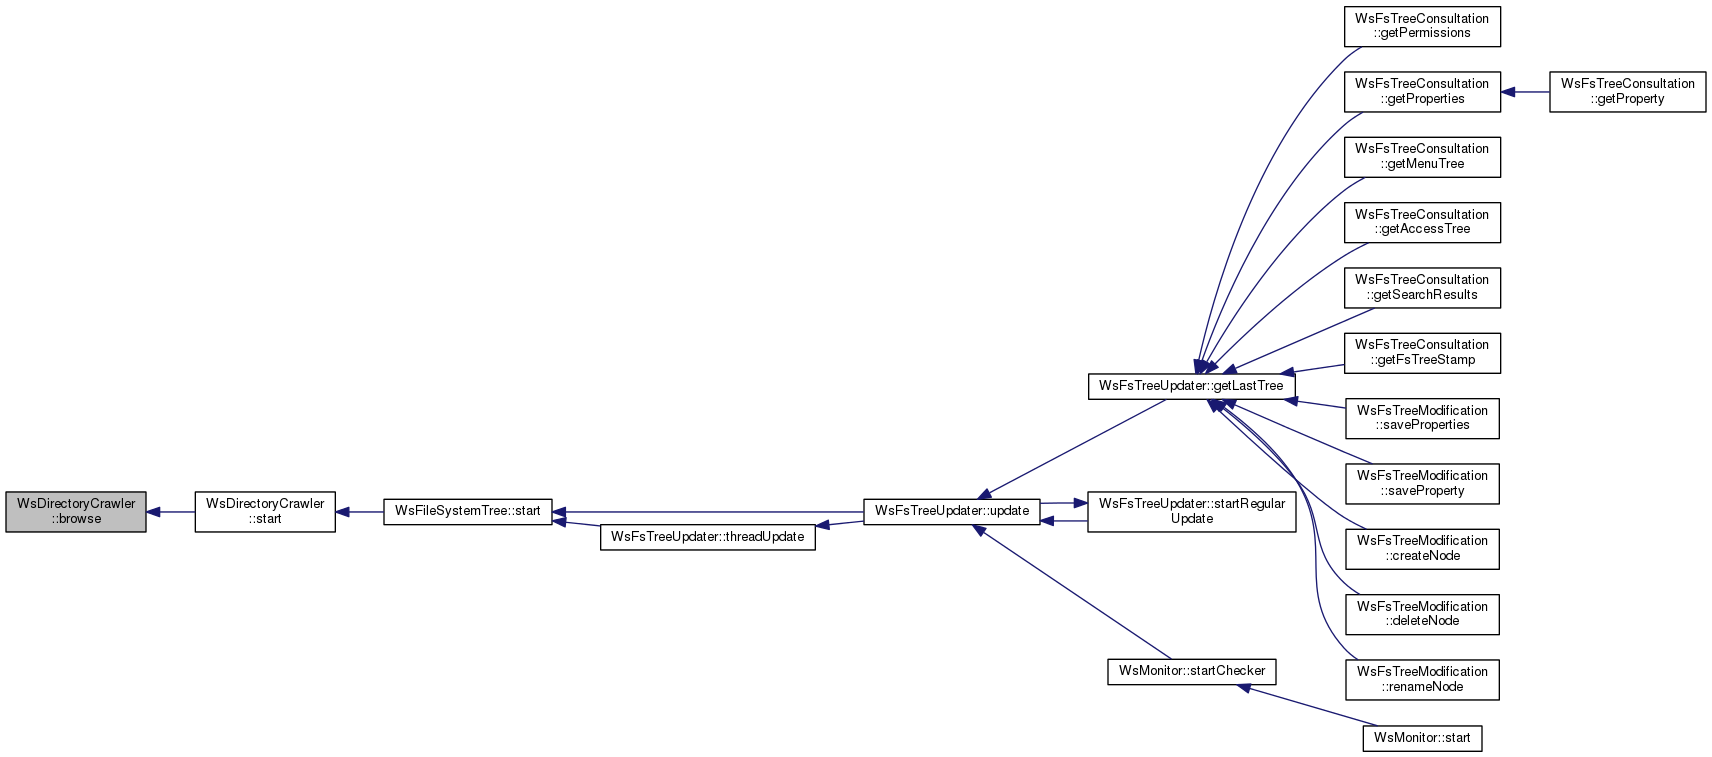 WsFsTreeConsultation
::getPermissions
WsFsTreeConsultation
::getProperties
WsFsTreeConsultation
::getProperty
WsFsTreeConsultation
::getMenuTree
WsFsTreeConsultation
::getAccessTree
WsFsTreeConsultation
::getSearchResults
WsFsTreeConsultation
::getFsTreeStamp
WsFsTreeUpdater::getLastTree
WsFsTreeModification
::saveProperties
WsFsTreeModification
::saveProperty
WsDirectoryCrawler
::browse
WsDirectoryCrawler
::start
WsFileSystemTree::start
WsFsTreeUpdater::threadUpdate
WsFsTreeUpdater::update
WsFsTreeUpdater::startRegular
Update
WsFsTreeModification
::createNode
WsFsTreeModification
::deleteNode
WsMonitor::startChecker
WsFsTreeModification
::renameNode
WsMonitor::start